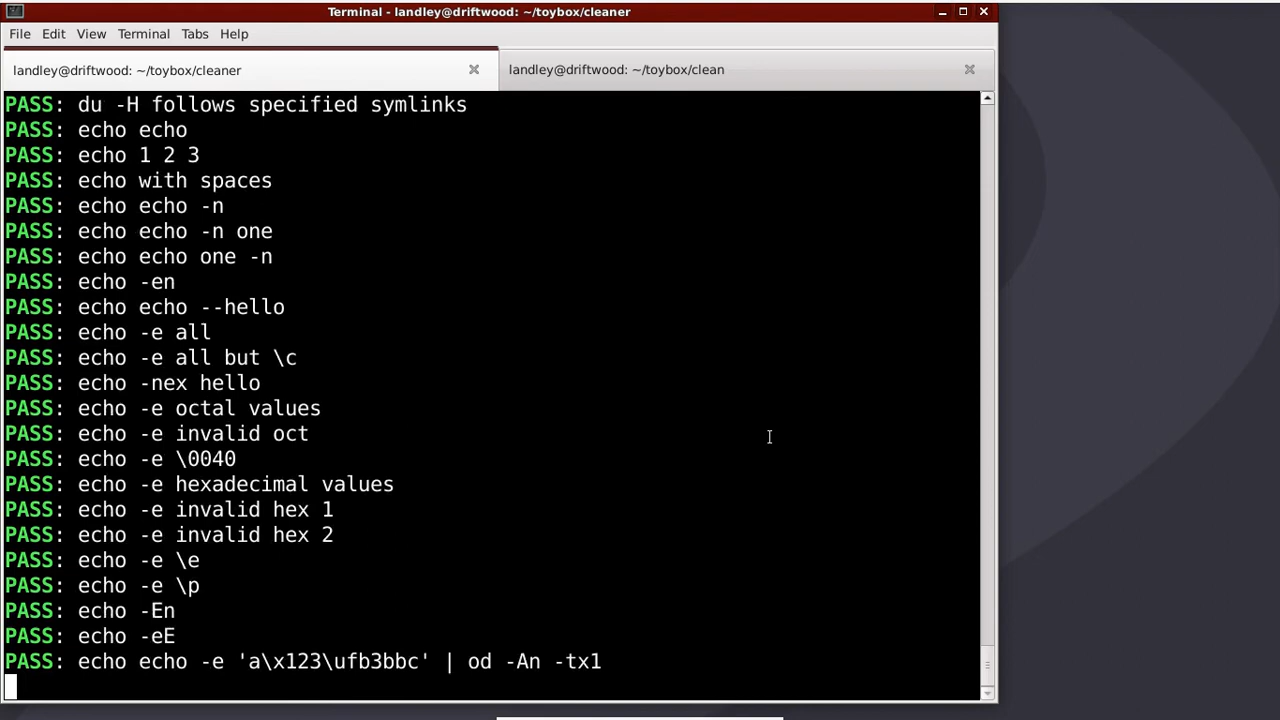 Terminal - landley@driftwood: ~/toybox/cleaner
File Edit View Terminal Tabs Help
landley@driftwood: ~/toybox/cleaner
landley@driftwood: ~/toybox/clean
PASS: du -H follows specified symlinks
PASS: echo echo
PASS: echo 1 2 3
PASS: echo with spaces
PASS: echo echo -n
PASS: echo echo -n one
PASS: echo echo one -n
PASS: echo -en
PASS: echo echo --hello
PASS: echo -e all
PASS: echo -e all but \c
PASS: echo -nex hello
PASS: echo -e octal values
PASS: echo -e invalid oct
PASS: echo -e \0040
PASS: echo -e hexadecimal values
PASS: echo -e invalid hex 1
PASS: echo -e invalid hex 2
PASS: echo -e \e
PASS: echo -e \p
PASS: echo -En
PASS: echo -eE
PASS: echo echo -e 'a\x123\ufb3bbc' | od -An -tx1